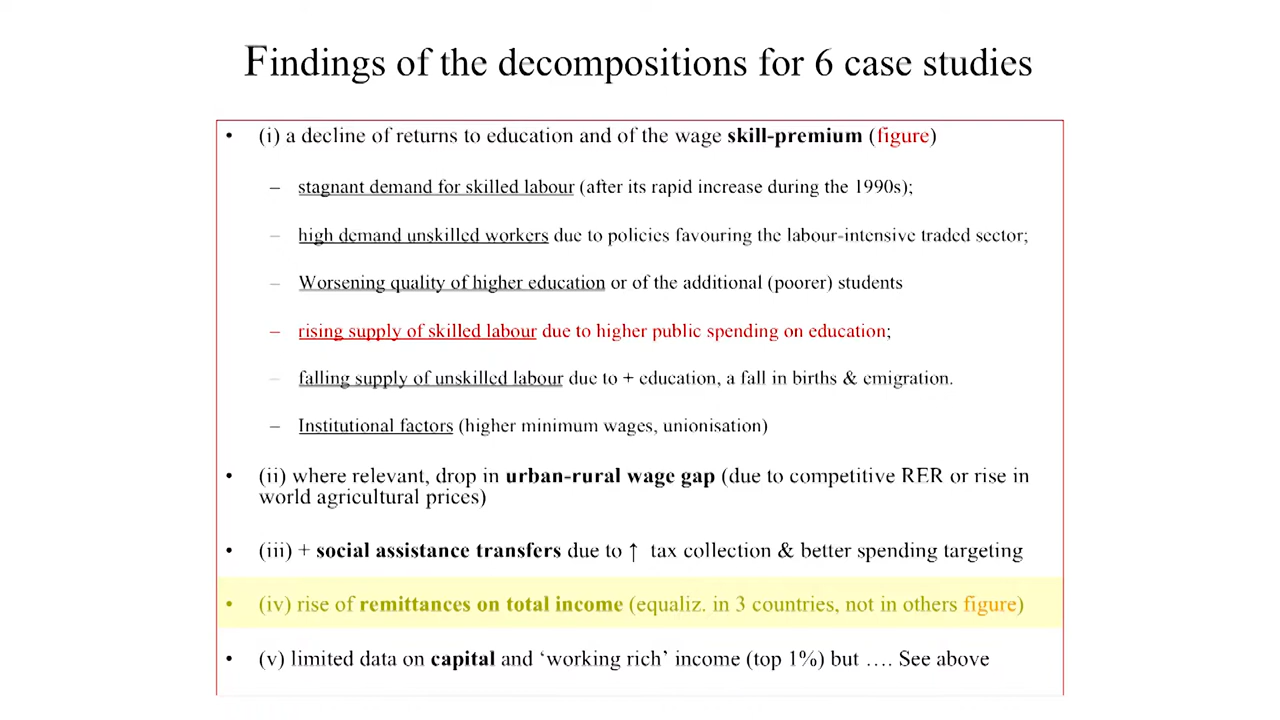 Findings of the decompositions for 6 case studies
• (i) a decline of returns to education and of the wage skill-premium (figure)
– stagnant demand for skilled labour (after its rapid increase during the 1990s);
– high demand unskilled workers due to policies favouring the labour-intensive traded sector;
– Worsening quality of higher education or of the additional (poorer) students
– rising supply of skilled labour due to higher public spending on education;
– falling supply of unskilled labour due to + education, a fall in births & emigration.
– Institutional factors (higher minimum wages, unionisation)
• (ii) where relevant, drop in urban-rural wage gap (due to competitive RER or rise in
world agricultural prices)
• (iii) + social assistance transfers due to ↑ tax collection & better spending targeting
• (iv) rise of remittances on total income (equaliz. in 3 countries, not in others figure)
• (v) limited data on capital and ‘working rich’ income (top 1%) but …. See above